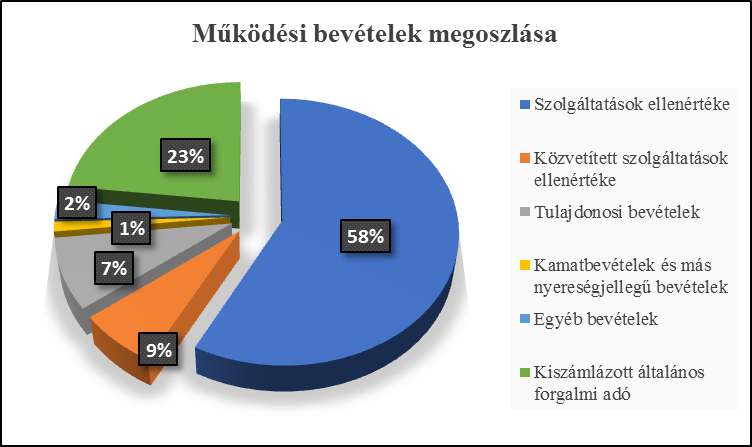 Működési bevételek megoszlása
23%
2%
1%
7%
9%
58%
Szolgáltatások ellenértéke
Közvetített szolgáltatások
ellenértéke
Tulajdonosi bevételek
Kamatbevételek és más
nyereségjellegű bevételek
Egyéb bevételek
Kiszámlázott általános
forgalmi adó